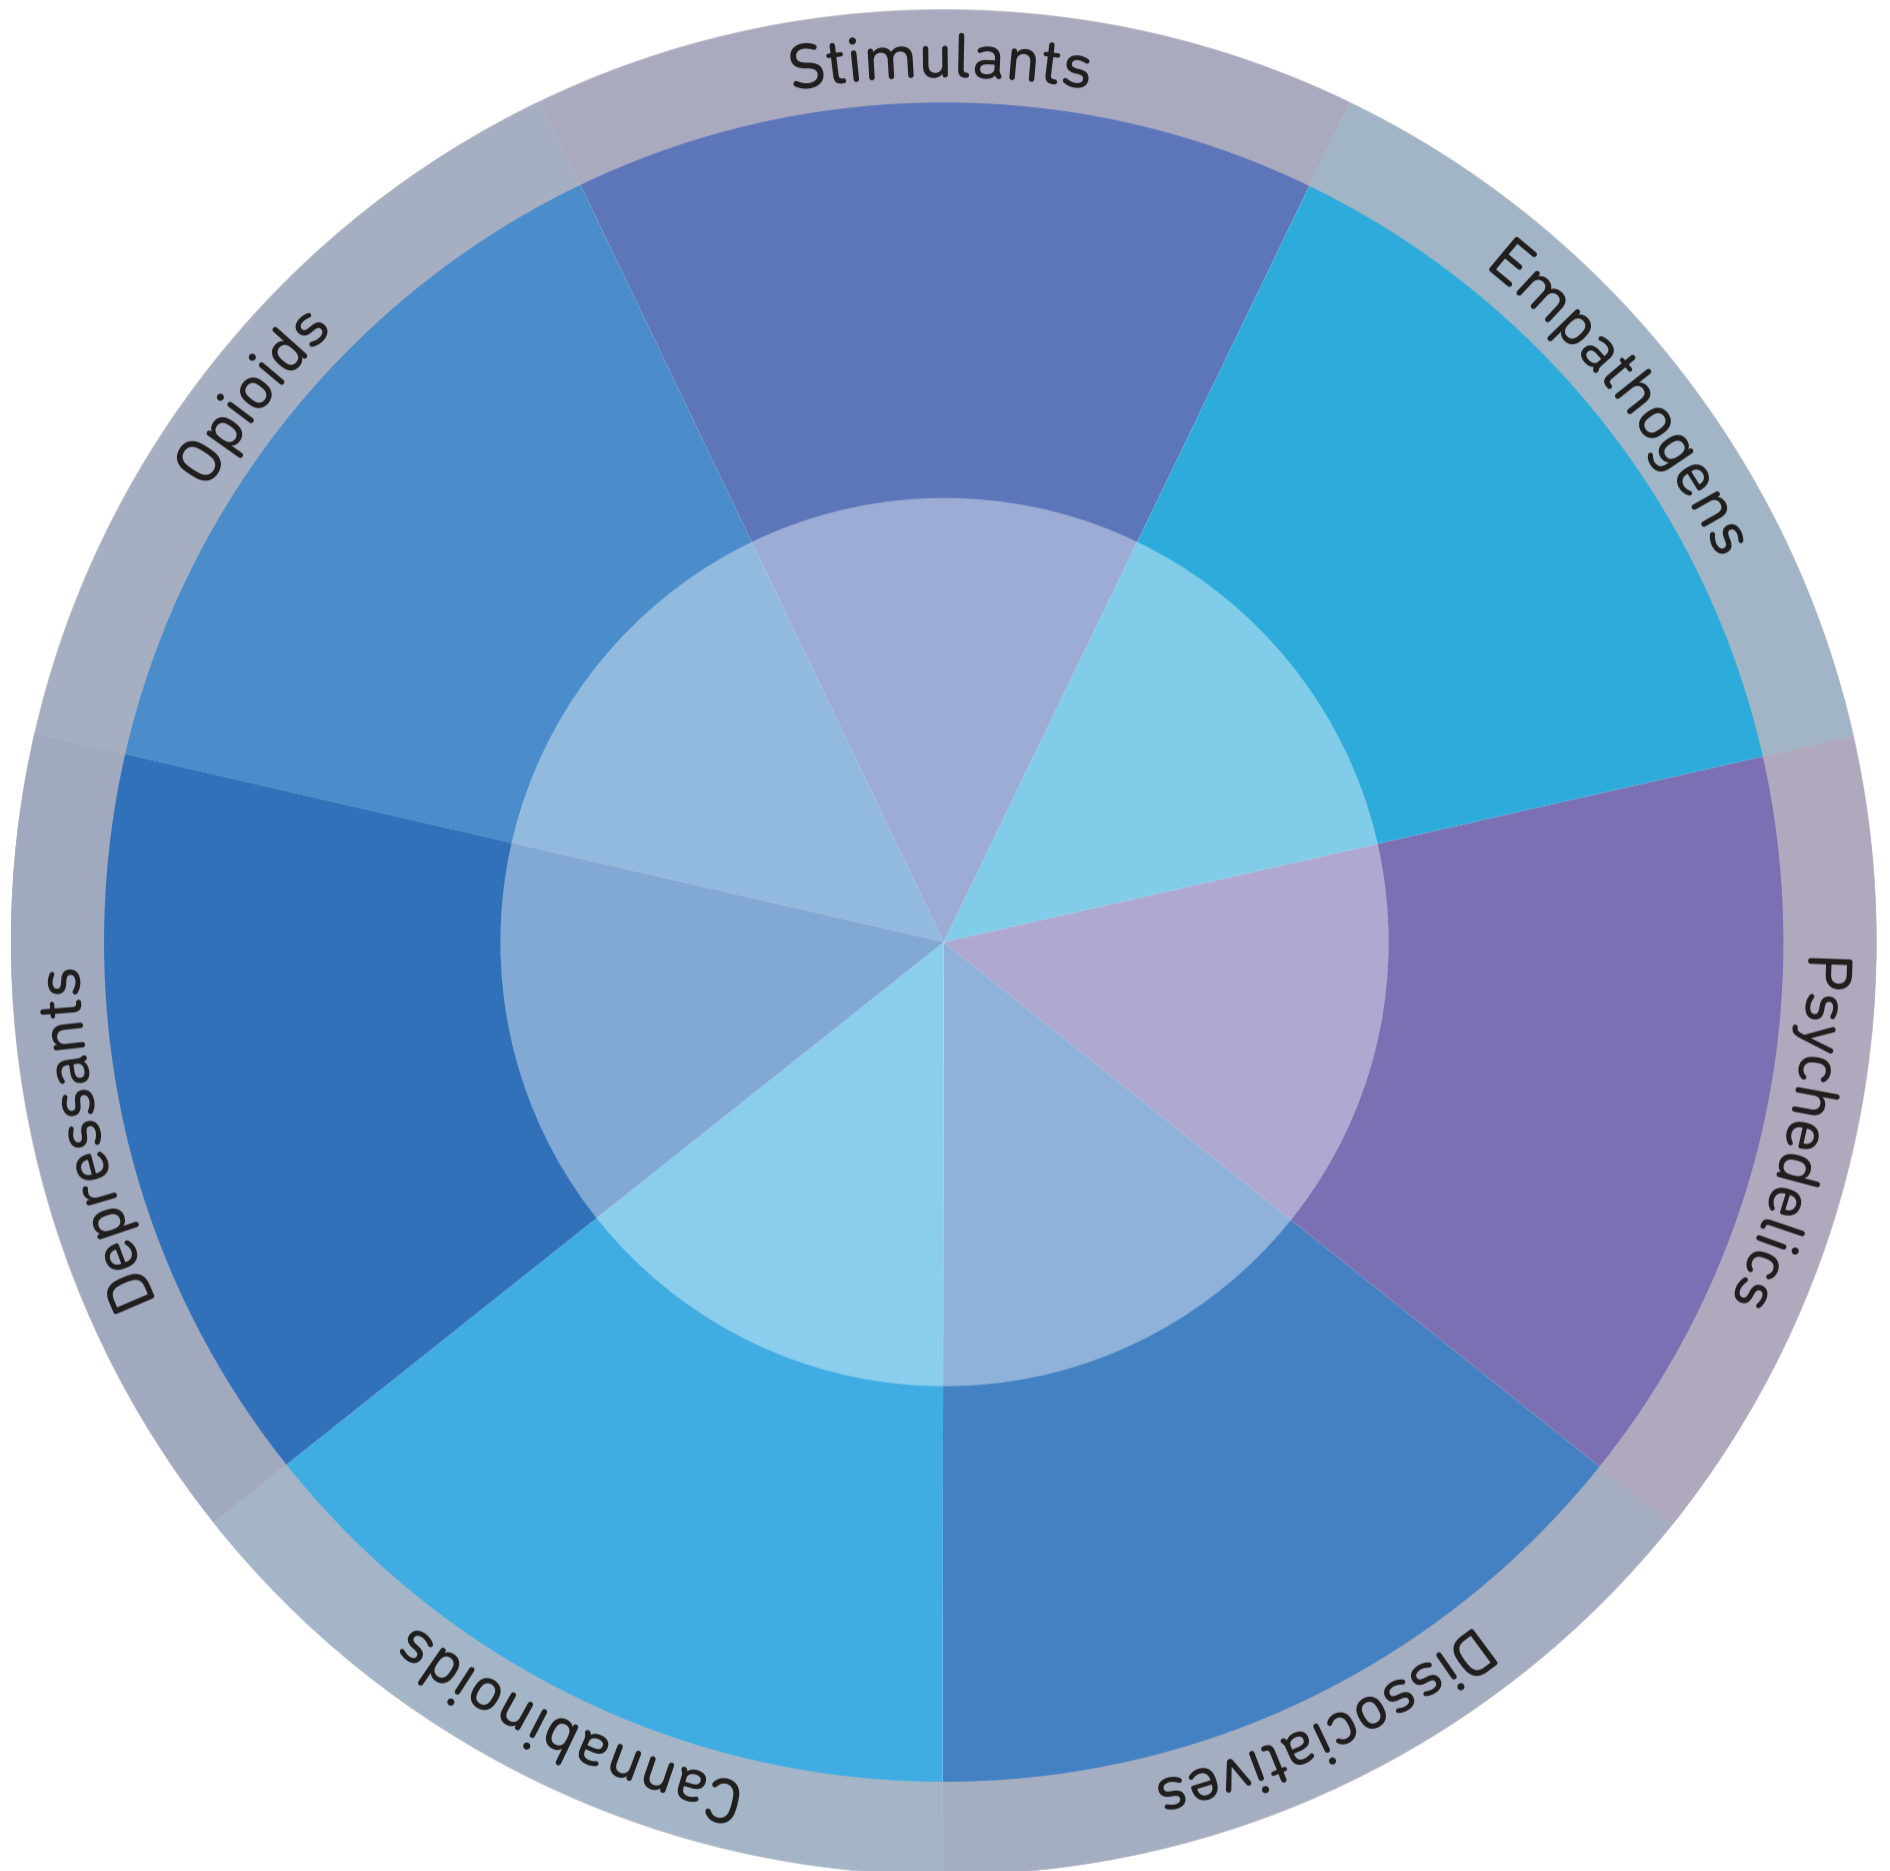 Stimulants
Empathogens
Psychedelics
Dissociatives
Cannabinoids
Depressants
Opioids